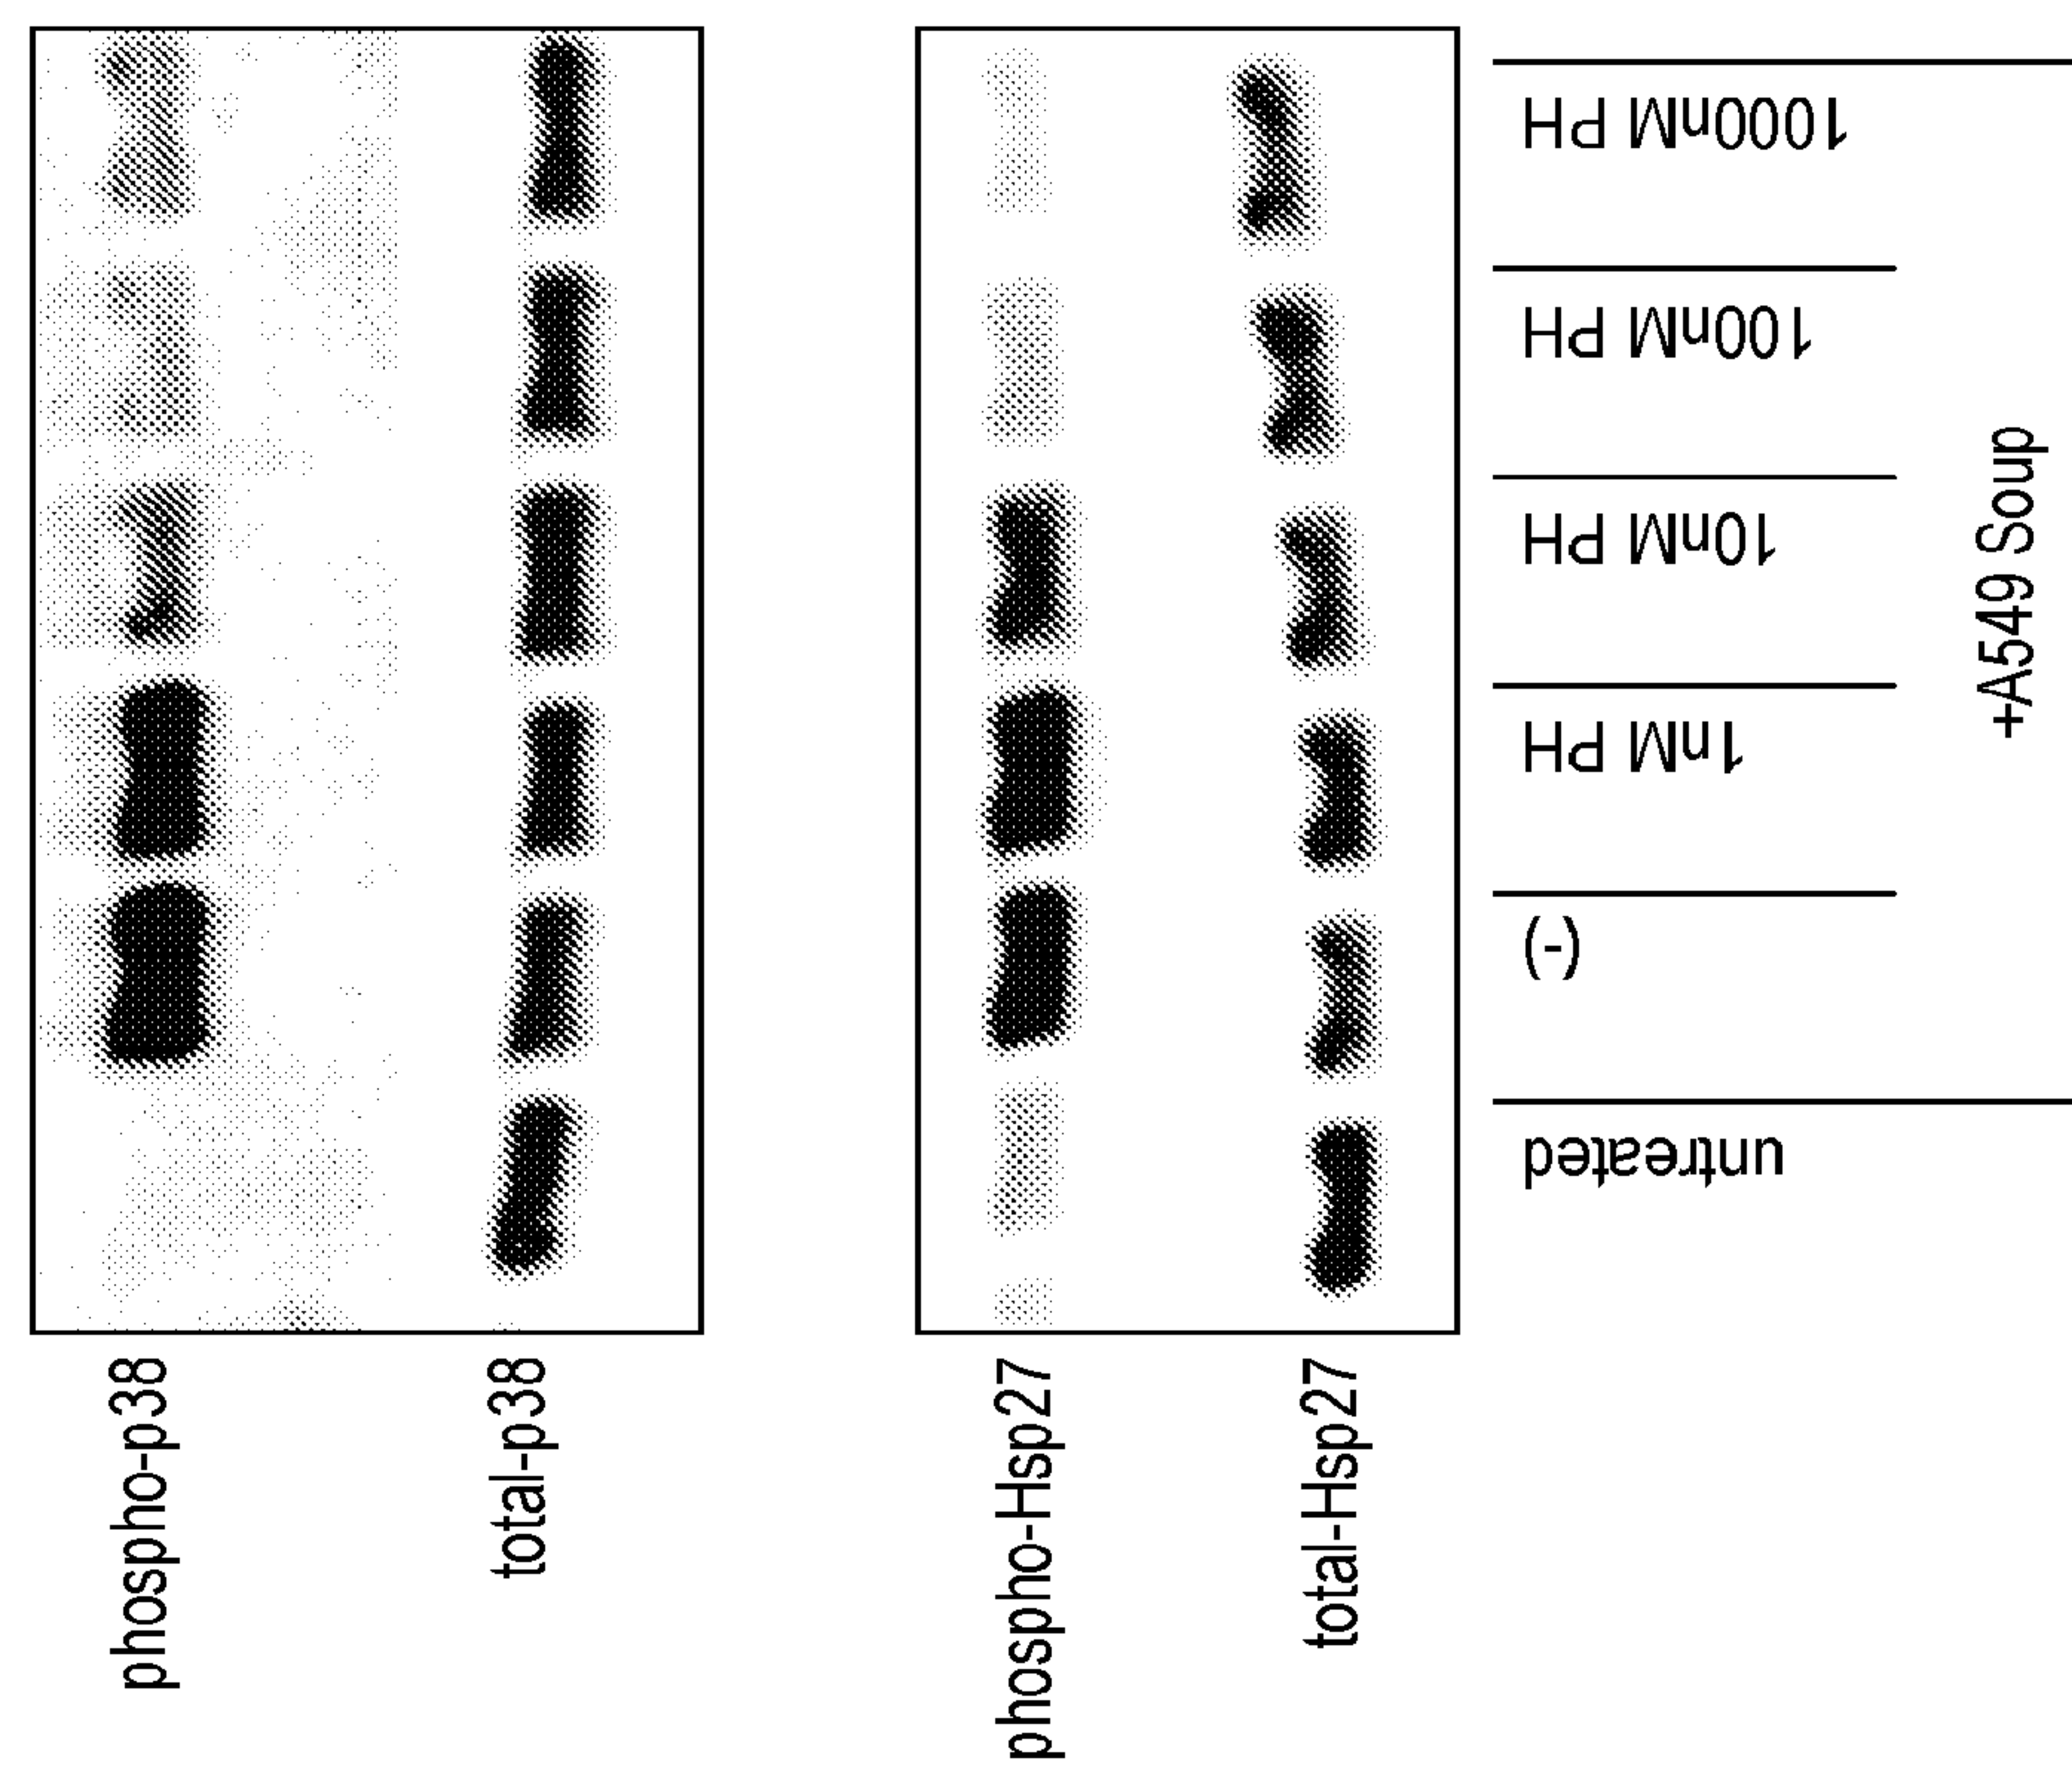 phospho-p38
total-p38
phospho-Hsp27
total-Hsp27
untreated
(-)
1nM PH
10nM PH
100nM PH
1000nM PH
+A549 Soup